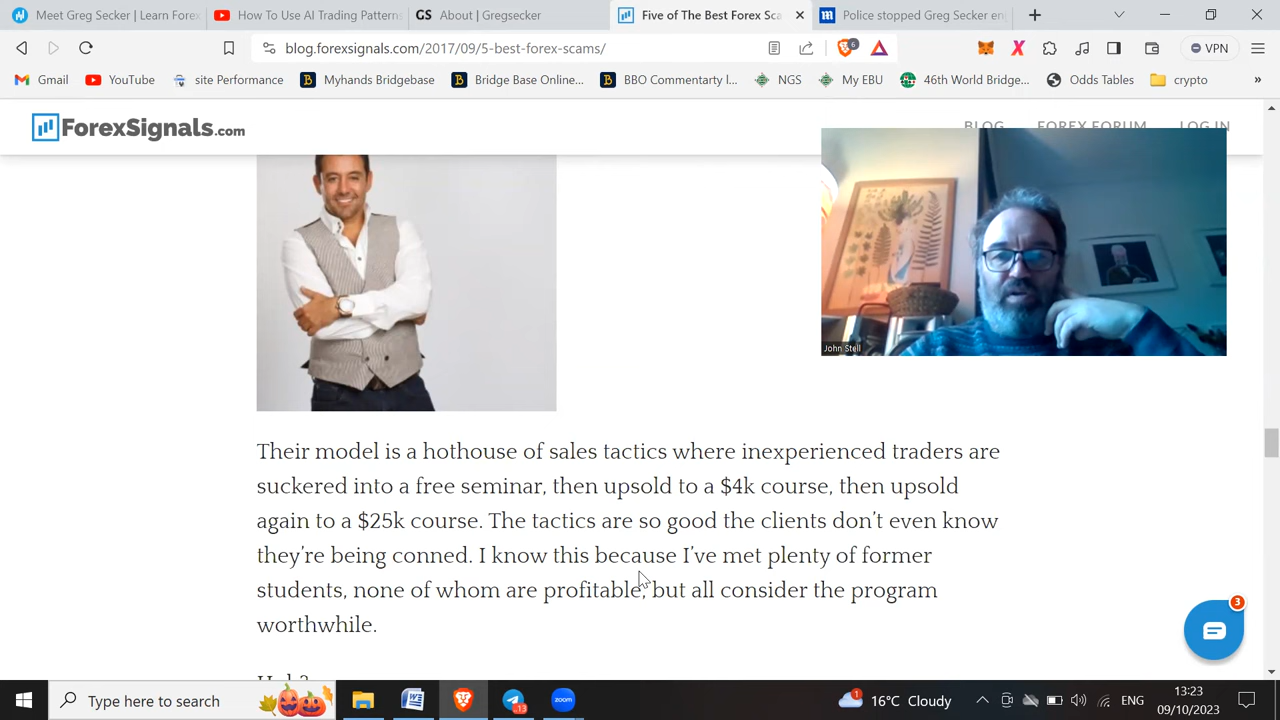 Meet Greg Secker | Learn Forex
How To Use AI Trading Patterns
GS About | Gregsecker
Five of The Best Forex Sca
Police stopped Greg Secker en
blog.forexsignals.com/2017/09/5-best-forex-scams/
6
VPN
Gmail
YouTube
site Performance
Myhands Bridgebase
Bridge Base Online...
BBO Commentarty I...
NGS
My EBU
46th World Bridge...
Odds Tables
crypto
ForexSignals.com
BLOG
FOREX FORUM
LOG IN
John Stell
Their model is a hothouse of sales tactics where inexperienced traders are
suckered into a free seminar, then upsold to a $4k course, then upsold
again to a $25k course. The tactics are so good the clients don’t even know
they’re being conned. I know this because I’ve met plenty of former
students, none of whom are profitable, but all consider the program
worthwhile.
3
Type here to search
13
zoom
1
16°C Cloudy
ENG
13:23
09/10/2023